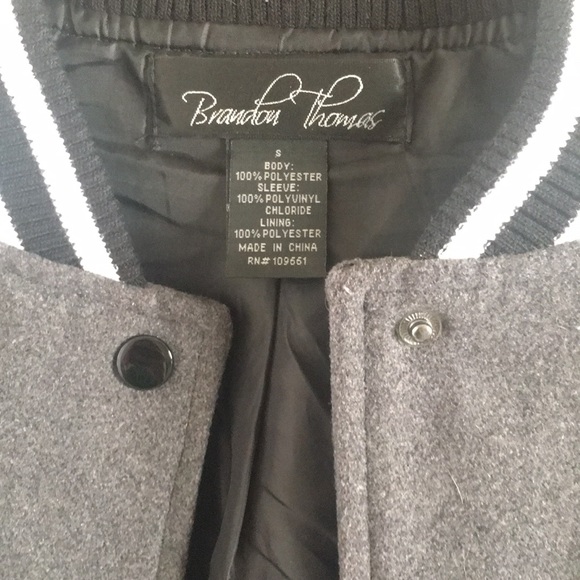 Brandon Thomas
S
BODY:
100% POLYESTER
SLEEVE:
100% POLYVINYL
CHLORIDE
LINING:
100% POLYESTER
MADE IN CHINA
RN# 109661